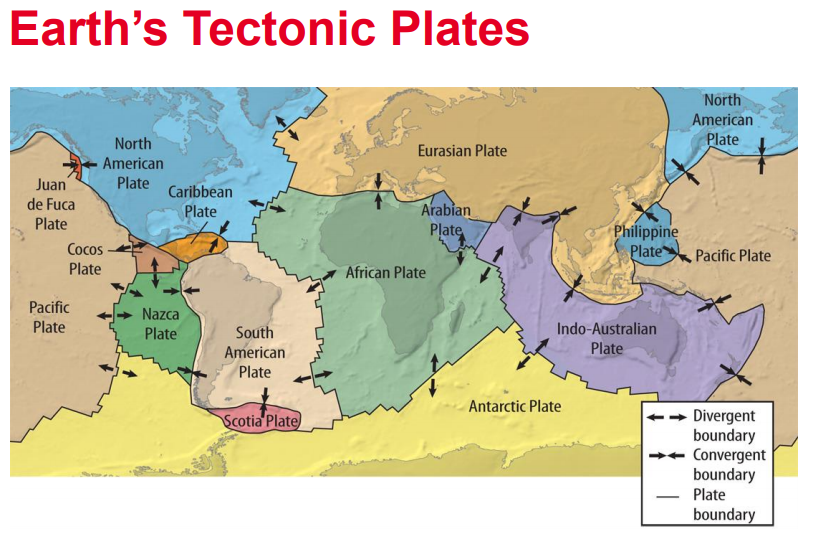 Earth's Tectonic Plates
North
American
Plate
North
American
Plate
Eurasian Plate
Juan
de Fuca
Plate
Caribbean
Plate
Arabian
Plate
Philippine
Plate
Cocos
Plate
African Plate
Pacific Plate
Pacific
Plate
Nazca
Plate
South
American
Plate
Indo-Australian
Plate
Antarctic Plate
Scotia Plate
Divergent
boundary
Convergent
boundary
Plate
boundary